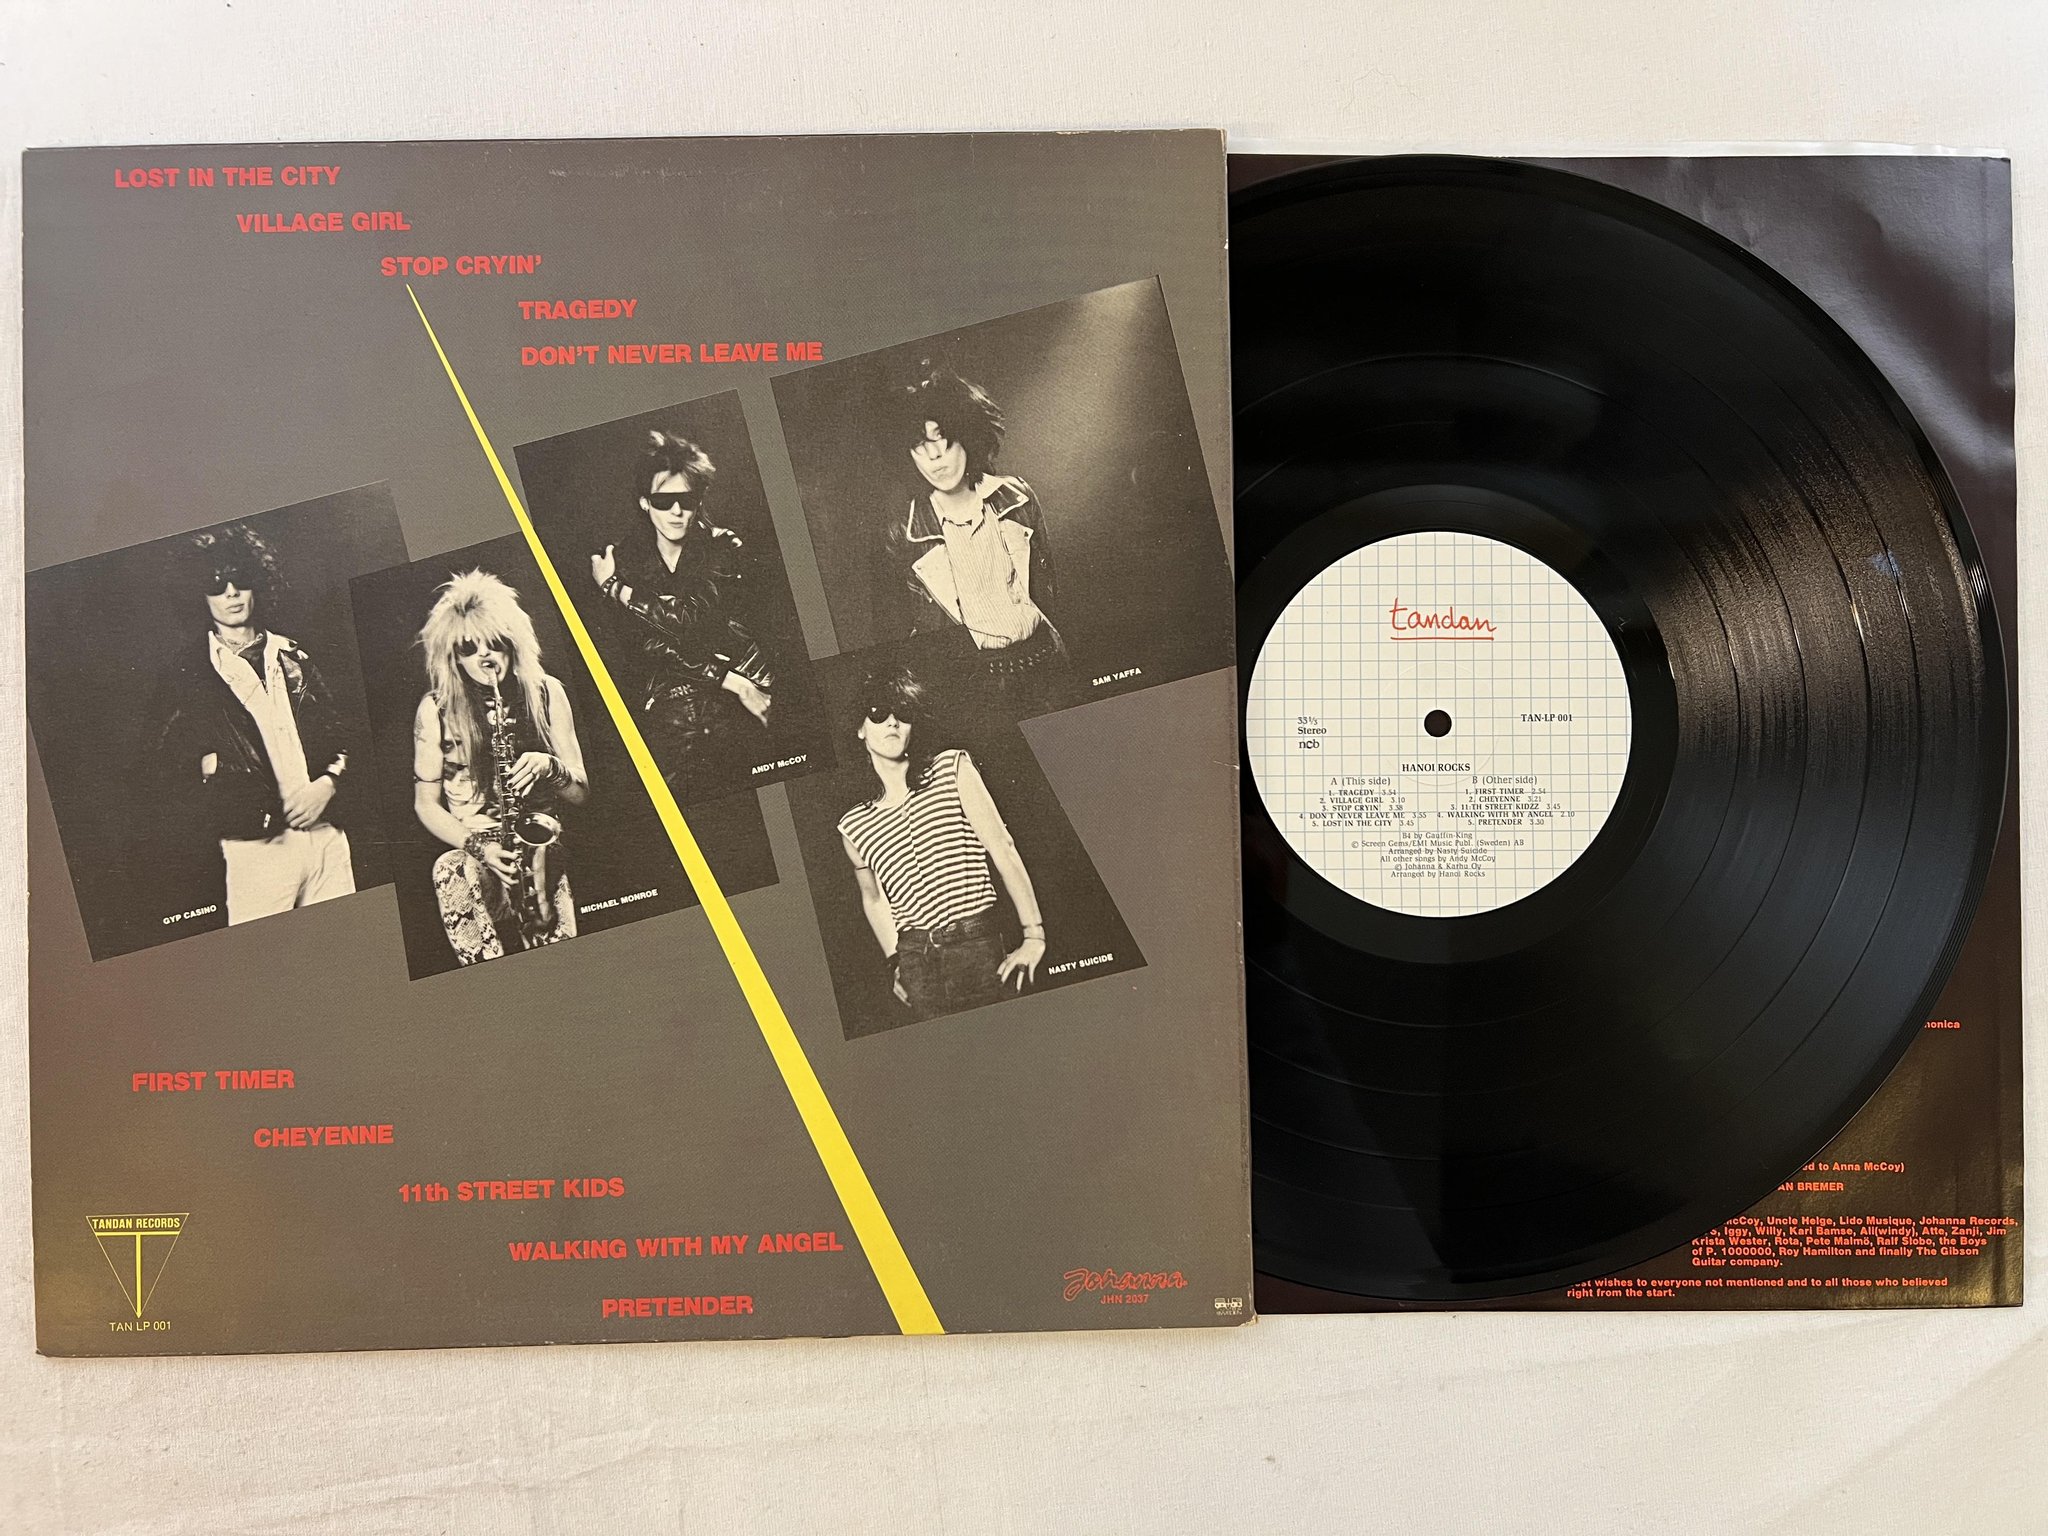 LOST IN THE CITY
VILLAGE GIRL
STOP CRYIN'
TRAGEDY
DON'T NEVER LEAVE ME
SAM YAFFA
ANDY McCOY
MICHAEL MONROE
GYP CASINO
NASTY SUICIDE
FIRST TIMER
CHEYENNE
11th STREET KIDS
WALKING WITH MY ANGEL
PRETENDER
TANDAN RECORDS
T
TAN LP 001
Johanna
JHN 2037
tandan
33 1/3
Stereo
ncb
TAN-LP 001
HANOI ROCKS
A (This side)
1. TRAGEDY 3.54
2. VILLAGE GIRL 3.10
3. STOP CRYIN' 3.38
4. DON'T NEVER LEAVE ME 3.55
5. LOST IN THE CITY 3.45
B (Other side)
1. FIRST TIMER 2.54
2. CHEYENNE 3.21
3. 11TH STREET KIDZZ 3.45
4. WALKING WITH MY ANGEL 2.10
5. PRETENDER 3.30
B4 by Gautfin-King
© Screen Gems/EMI Music Publ. (Sweden) AB
Arranged by Nasty Suicide
All other songs by Andy McCoy
© Johanna & Karhu Oy
Arranged by Hanoi Rocks
monica
ed to Anna McCoy)
AN BREMER
McCoy, Uncle Helge, Lido Musique, Johanna Records,
Iggy, Willy, Kari Bamse, All(windy), Atte, Zanji, Jim
Krista Wester, Rota, Pete Malmö, Ralf Slobo, the Boys
of P. 1000000, Roy Hamilton and finally The Gibson
Guitar company.
st wishes to everyone not mentioned and to all those who believed
right from the start.